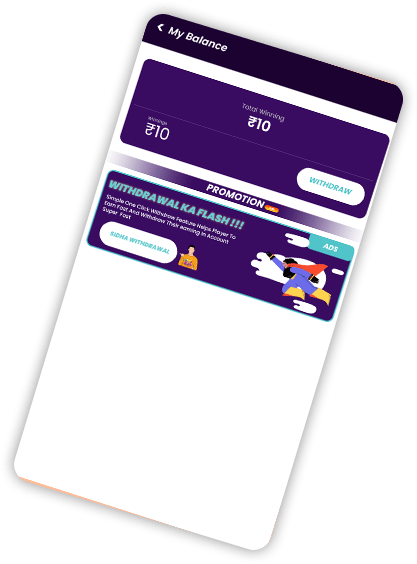 My Balance
Total Winning
₹10
Winnings
₹10
WITHDRAW
PROMOTION
ADS
WITHDRAWAL KA FLASH !!!
Simple One Click Withdraw Feature Helps Player To
Earn Fast And Withdraw Their earning In Account
Super Fast
SIDHA WITHDRAWAL